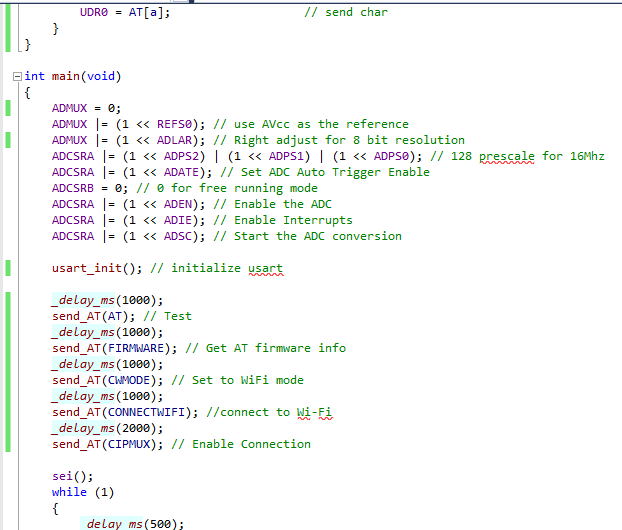 UDR0 = AT[a]; // send char
}
}
int main(void)
{
ADMUX = 0;
ADMUX |= (1 << REFS0); // use AVcc as the reference
ADMUX |= (1 << ADLAR); // Right adjust for 8 bit resolution
ADCSRA |= (1 << ADPS2) | (1 << ADPS1) | (1 << ADPS0); // 128 prescale for 16Mhz
ADCSRA |= (1 << ADATE); // Set ADC Auto Trigger Enable
ADCSRB = 0; // 0 for free running mode
ADCSRA |= (1 << ADEN); // Enable the ADC
ADCSRA |= (1 << ADIE); // Enable Interrupts
ADCSRA |= (1 << ADSC); // Start the ADC conversion
usart_init(); // initialize usart
_delay_ms(1000);
send_AT(AT); // Test
_delay_ms(1000);
send_AT(FIRMWARE); // Get AT firmware info
_delay_ms(1000);
send_AT(CWMODE); // Set to WiFi mode
_delay_ms(1000);
send_AT(CONNECTWIFI); //connect to Wi-Fi
_delay_ms(2000);
send_AT(CIPMUX); // Enable Connection
sei();
while (1)
{
_delay_ms(500);